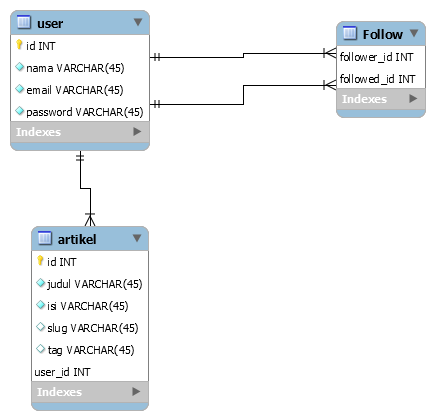 user
id INT
nama VARCHAR(45)
email VARCHAR(45)
password VARCHAR(45)
Indexes
Follow
follower_id INT
followed_id INT
Indexes
artikel
id INT
judul VARCHAR(45)
isi VARCHAR(45)
slug VARCHAR(45)
tag VARCHAR(45)
user_id INT
Indexes